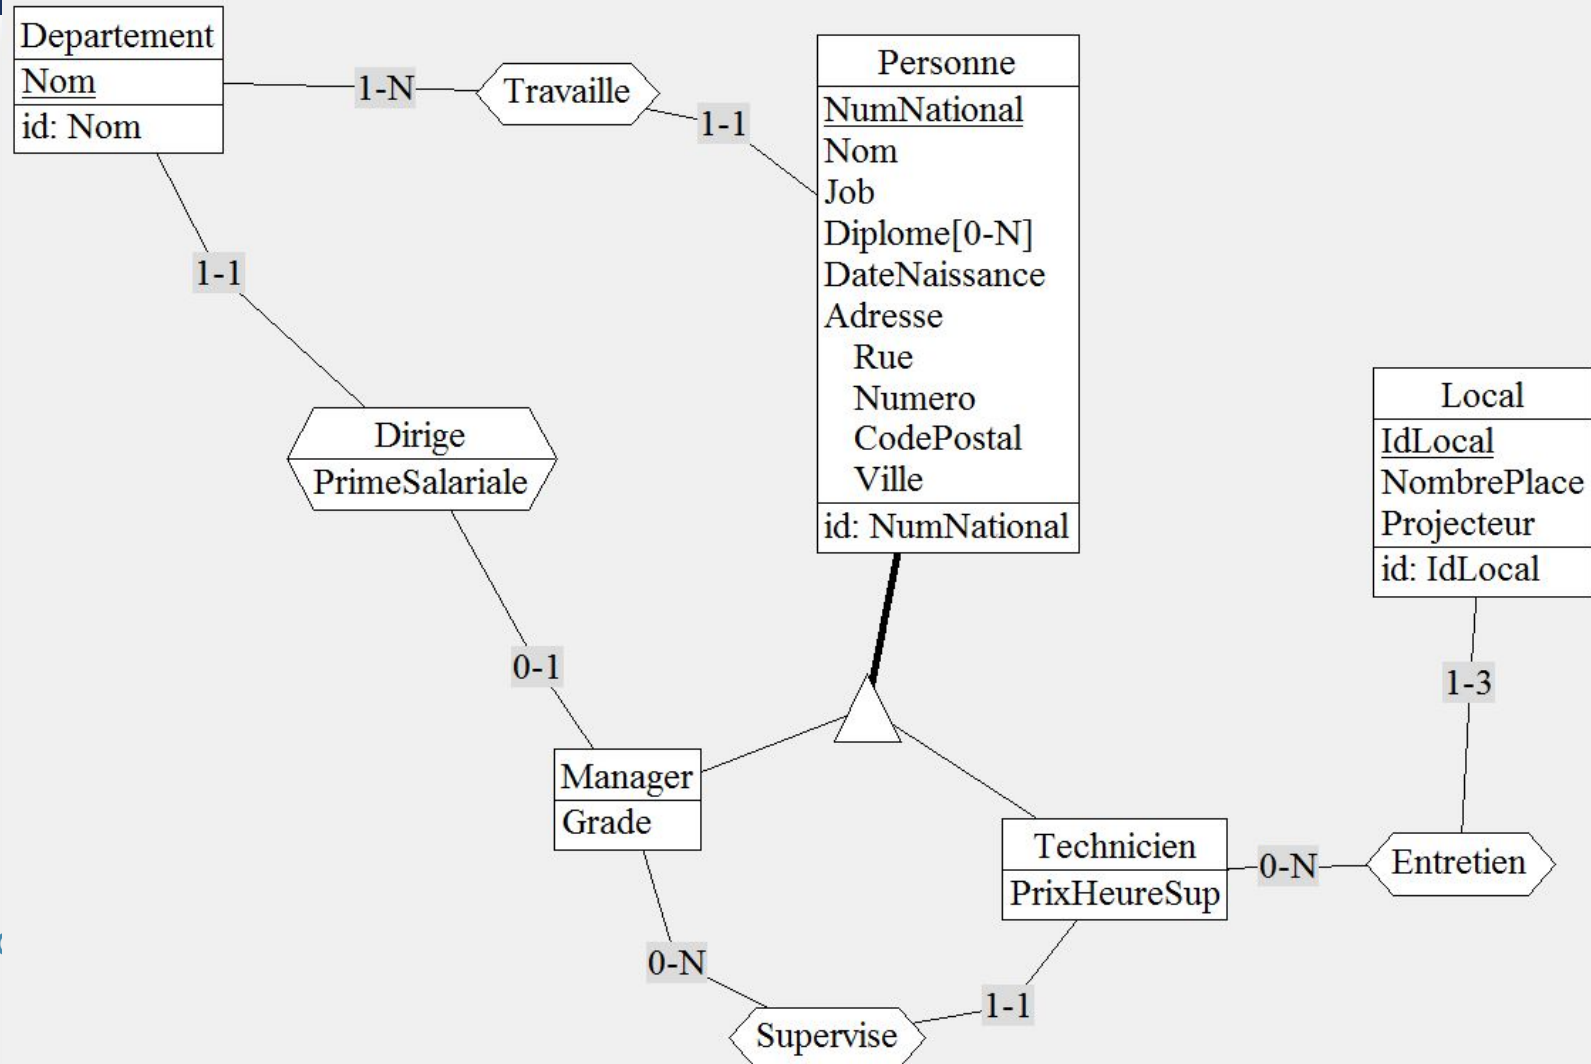 Departement
Nom
id: Nom
1-N
Travaille
1-1
Personne
NumNational
Nom
Job
Diplome[0-N]
DateNaissance
Adresse
Rue
Numero
CodePostal
Ville
id: NumNational
1-1
Dirige
PrimeSalariale
0-1
Local
IdLocal
NombrePlace
Projecteur
id: IdLocal
1-3
Manager
Grade
Technicien
PrixHeureSup
0-N
Entretien
0-N
1-1
Supervise